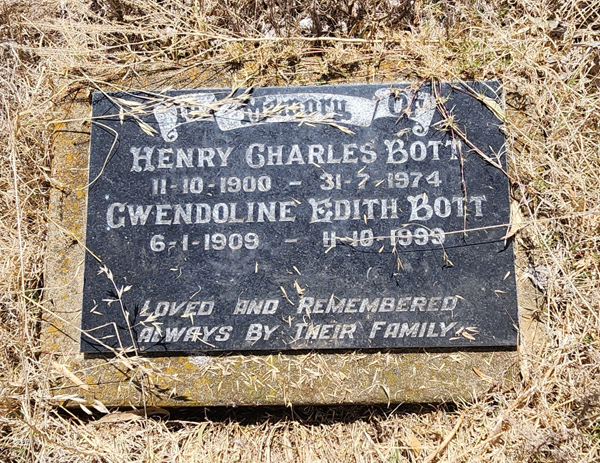 In Memory Of
HENRY CHARLES BOTT
11-10-1900 - 31-7-1974
GWENDOLINE EDITH BOTT
6-1-1909 - 11-10-1999
LOVED AND REMEMBERED
ALWAYS BY THEIR FAMILY